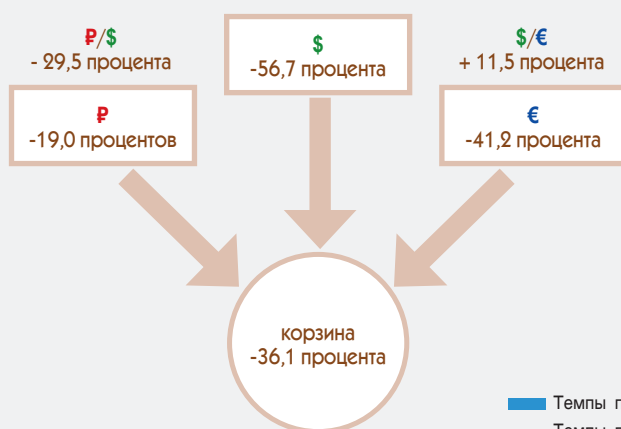 ₽/$
- 29,5 процента
₽
-19,0 процентов
$
-56,7 процента
$/€
+ 11,5 процента
€
-41,2 процента
корзина
-36,1 процента
Темпы
Темпы